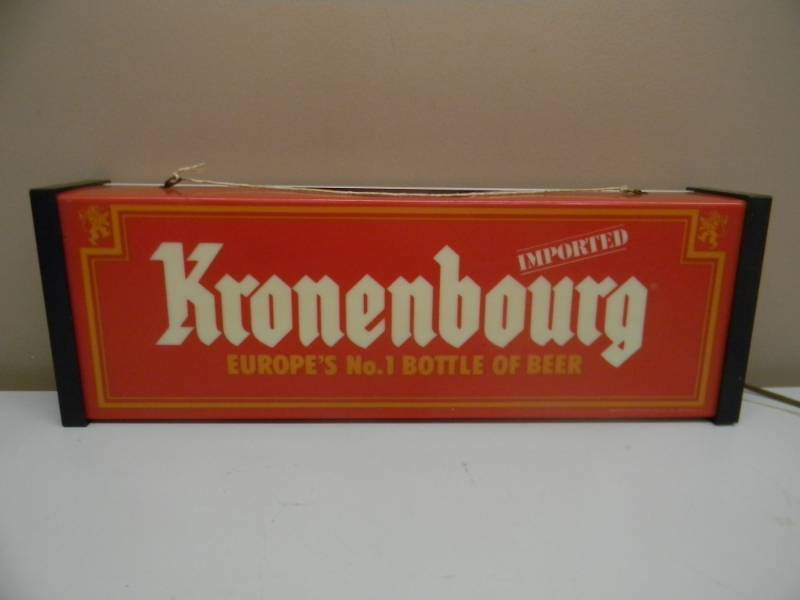 IMPORTED
Kronenbourg
EUROPE'S No.1 BOTTLE OF BEER